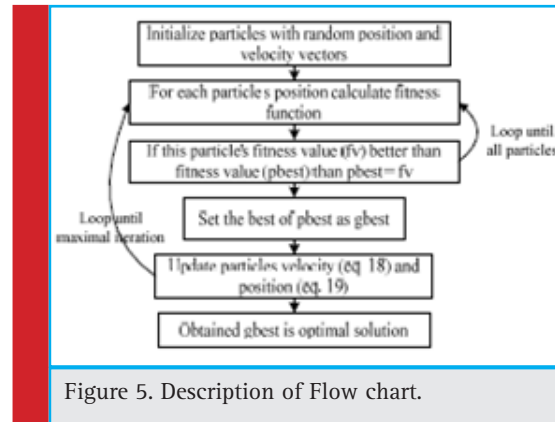 Initialize particles with random position and
velocity vectors
For each particle's position calculate fitness
function
Loop until
all particles
If this particle's fitness value (fv) better than
fitness value (pbest) than pbest= fv
Set the best of pbest as gbest
Loop until
maximal iteration
Update particles velocity (eq. 18) and
position (eq. 19)
Obtained gbest is optimal solution
Figure 5. Description of Flow chart.